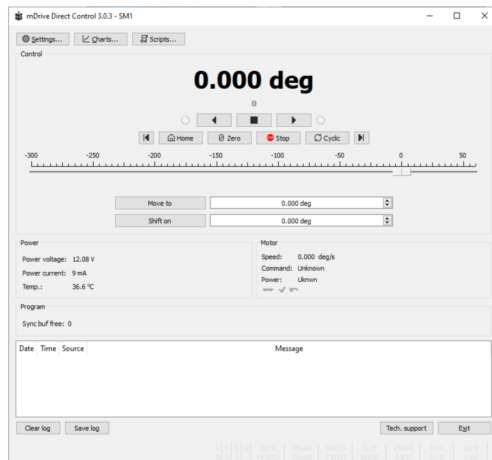 mDrive Direct Control 3.0.3 - SM1
Settings... Charts... Scripts...
Control
0.000 deg
0
Home 0 Zero Stop Cyclic
-300 -250 -200 -150 -100 -50 0 50
Move to 0.000 deg
Shift on 0.000 deg
Power
Power voltage: 12.08 V
Power current: 9 mA
Temp.: 36.6 ºC
Motor
Speed: 0.000 deg/s
Command: Unknown
Power: Uknwn
Program
Sync buf free: 0
Date Time Source Message
Clear log Save log Tech. support Exit